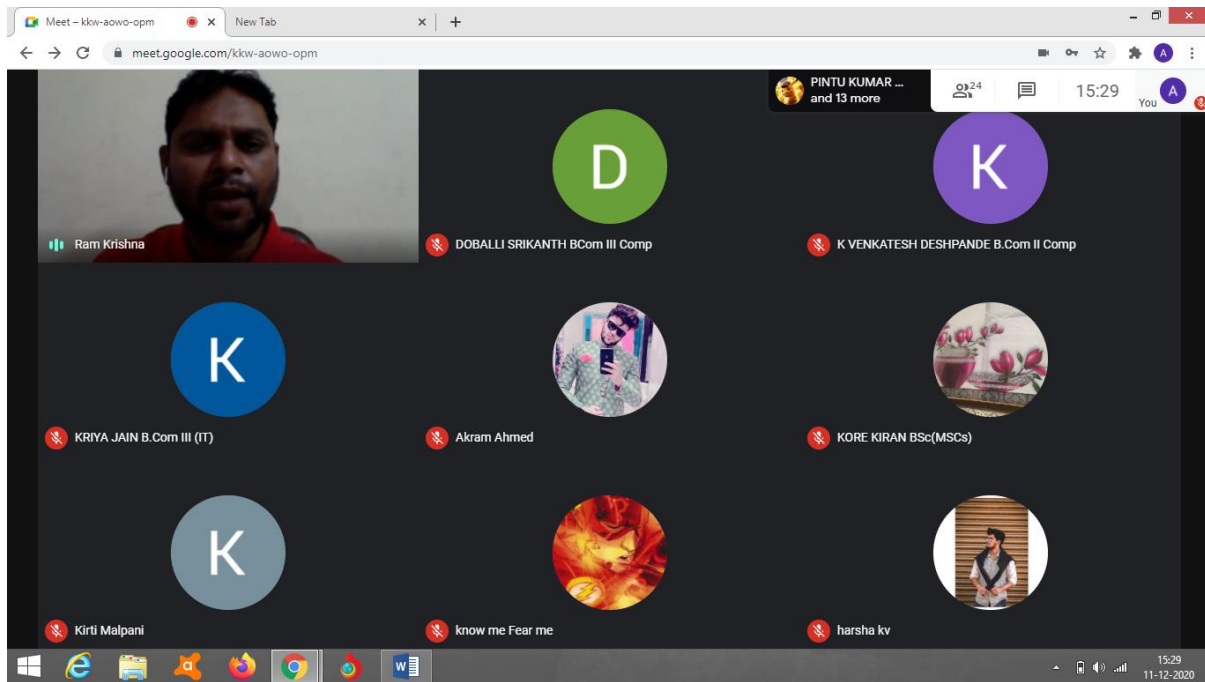 Meet – kkw-aowo-opm
New Tab
meet.google.com/kkw-aowo-opm
A
PINTU KUMAR ...
and 13 more
24
15:29
You
A
Ram Krishna
D
DOBALLI SRIKANTH BCom III Comp
K
K VENKATESH DESHPANDE B.Com II Comp
K
KRIYA JAIN B.Com III (IT)
Akram Ahmed
KORE KIRAN BSc(MSCs)
K
Kirti Malpani
know me Fear me
harsha kv
15:29
11-12-2020